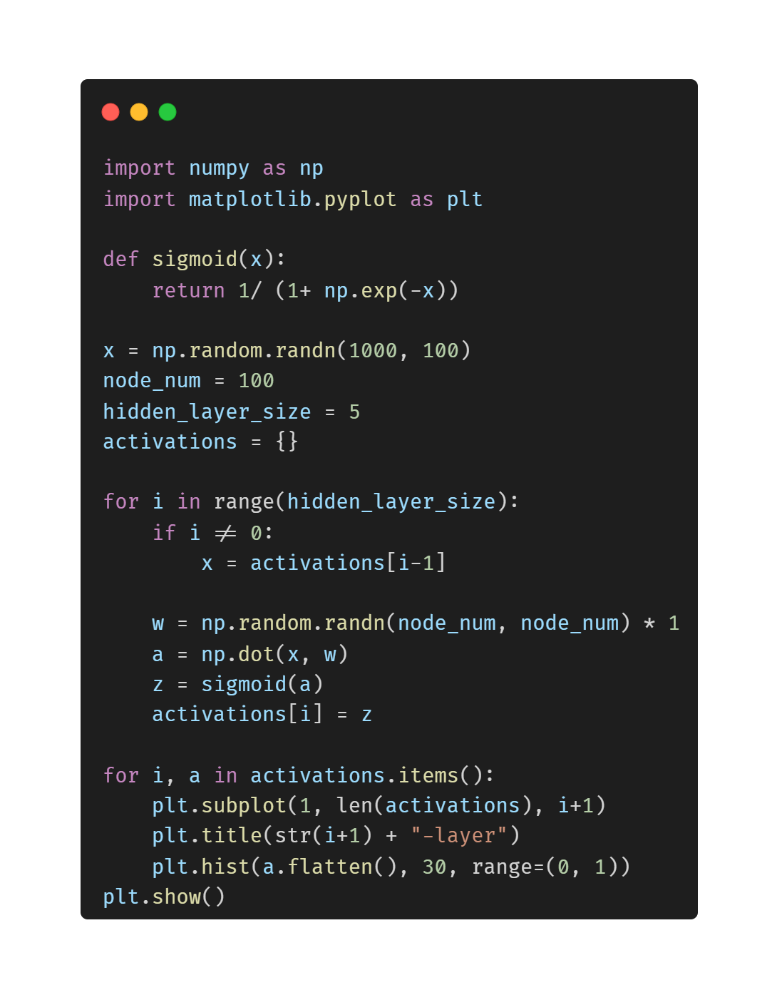 import numpy as np
import matplotlib.pyplot as plt

def sigmoid(x):
    return 1/ (1+ np.exp(-x))

x = np.random.randn(1000, 100)
node_num = 100
hidden_layer_size = 5
activations = {}

for i in range(hidden_layer_size):
    if i != 0:
        x = activations[i-1]

    w = np.random.randn(node_num, node_num) * 1
    a = np.dot(x, w)
    z = sigmoid(a)
    activations[i] = z

for i, a in activations.items():
    plt.subplot(1, len(activations), i+1)
    plt.title(str(i+1) + "-layer")
    plt.hist(a.flatten(), 30, range=(0, 1))
plt.show()